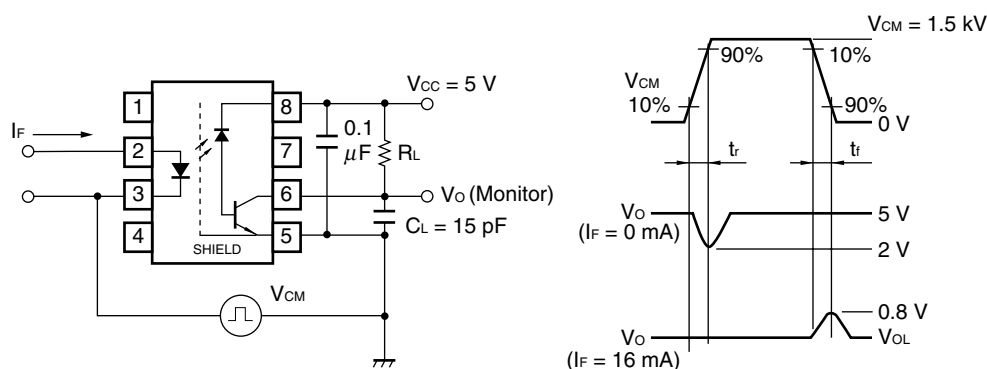 1
2
3
4
8
7
6
5
SHIELD
IF
VCC = 5 V
0.1
μF
RL
VO (Monitor)
CL = 15 pF
VCM
VCM = 1.5 kV
90%
10%
VCM
10%
90%
0 V
tr
tf
VO
(IF = 0 mA)
5 V
2 V
0.8 V
VO
VOL
(IF = 16 mA)